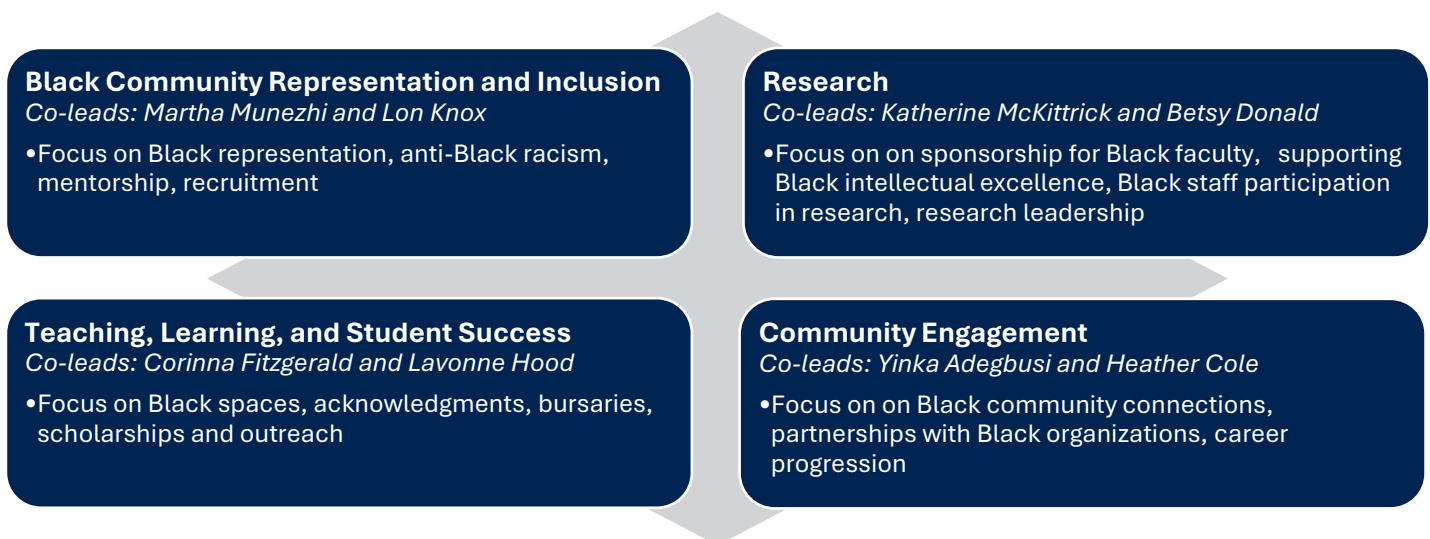 Black Community Representation and Inclusion
Co-leads: Martha Munezhi and Lon Knox
•Focus on Black representation, anti-Black racism,
mentorship, recruitment
Research
Co-leads: Katherine McKittrick and Betsy Donald
•Focus on on sponsorship for Black faculty,   supporting
Black intellectual excellence, Black staff participation
in research, research leadership
Teaching, Learning, and Student Success
Co-leads: Corinna Fitzgerald and Lavonne Hood
•Focus on Black spaces, acknowledgments, bursaries,
scholarships and outreach
Community Engagement
Co-leads: Yinka Adegbusi and Heather Cole
•Focus on on Black community connections,
partnerships with Black organizations, career
progression